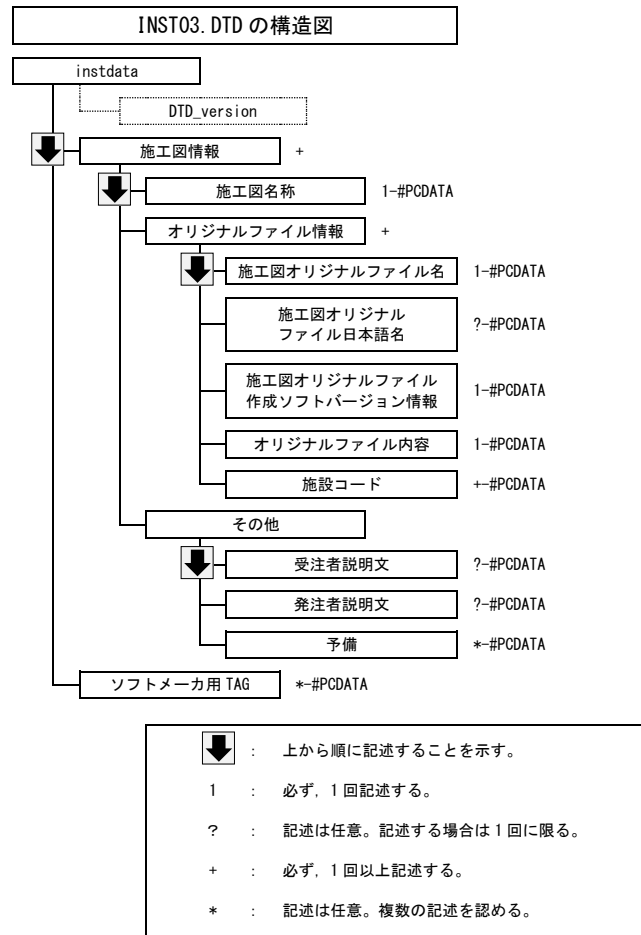 INST03.DTD の構造図
instdata
DTD_version
施工図情報 +
施工図名称 1-#PCDATA
オリジナルファイル情報 +
施工図オリジナルファイル名 1-#PCDATA
施工図オリジナル
ファイル日本語名 ?-#PCDATA
施工図オリジナルファイル
作成ソフトバージョン情報 1-#PCDATA
オリジナルファイル内容 1-#PCDATA
施設コード +-#PCDATA
その他
受注者説明文 ?-#PCDATA
発注者説明文 ?-#PCDATA
予備 *-#PCDATA
ソフトメーカ用 TAG *-#PCDATA
: 上から順に記述することを示す。
1 : 必ず,1回記述する。
? : 記述は任意。記述する場合は1回に限る。
+ : 必ず,1回以上記述する。
* : 記述は任意。複数の記述を認める。